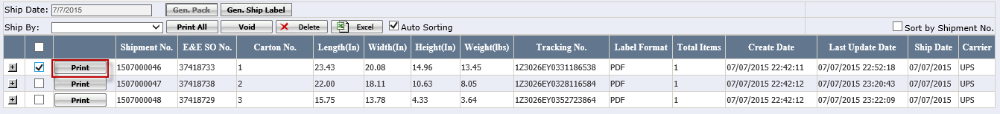 Ship Date: 7/7/2015 Gen. Pack Gen. Ship Label
Ship By: Print All Void Delete Excel Auto Sorting Sort by Shipment No.
Shipment No. E&E SO No. Carton No. Length(In) Width(In) Height(In) Weight(lbs) Tracking No. Label Format Total Items Create Date Last Update Date Ship Date Carrier
Print 1507000046 37418733 1 23.43 20.08 14.96 13.45 1Z3026EY0331186538 PDF 1 07/07/2015 22:42:11 07/07/2015 22:52:18 07/07/2015 UPS
Print 1507000047 37418738 2 22.00 18.11 10.63 8.05 1Z3026EY0328116584 PDF 1 07/07/2015 22:42:12 07/07/2015 23:20:43 07/07/2015 UPS
Print 1507000048 37418729 3 15.75 13.78 4.33 3.64 1Z3026EY0352723864 PDF 1 07/07/2015 22:42:12 07/07/2015 23:22:09 07/07/2015 UPS